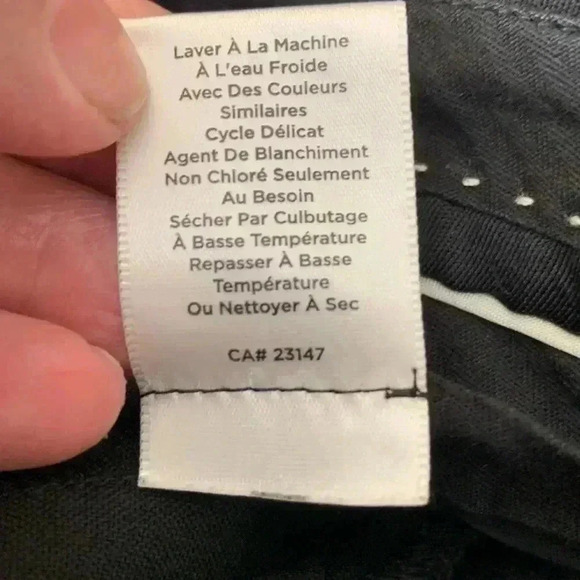 Laver À La Machine
À L'eau Froide
Avec Des Couleurs
Similaires
Cycle Délicat
Agent De Blanchiment
Non Chloré Seulement
Au Besoin
Sécher Par Culbutage
À Basse Température
Repasser À Basse
Température
Ou Nettoyer À Sec
CA# 23147